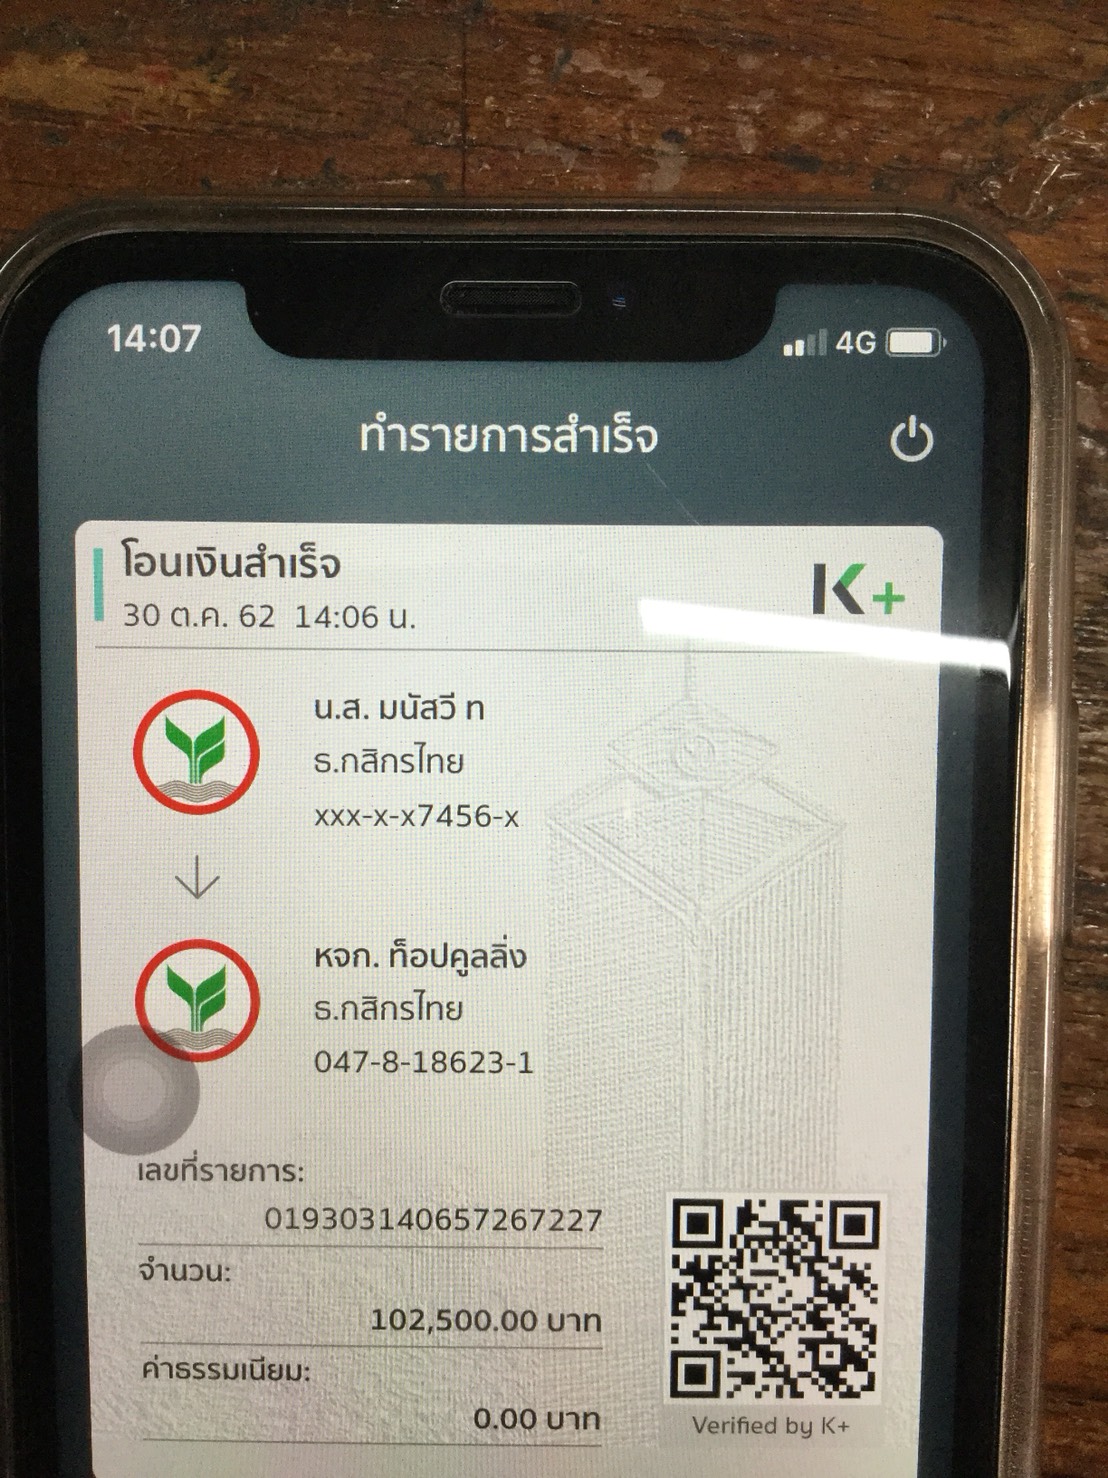 14:07
4G
ทำรายการสำเร็จ
โอนเงินสำเร็จ
30 ต.ค. 62 14:06 น.
K+
น.ส. มนัสวี ท
ธ.กสิกรไทย
xxx-x-x7456-x
หจก. ท็อปคูลลิ่ง
ธ.กสิกรไทย
047-8-18623-1
เลขที่รายการ:
019303140657267227
จำนวน:
102,500.00 บาท
ค่าธรรมเนียม:
0.00 บาท
Verified by K+